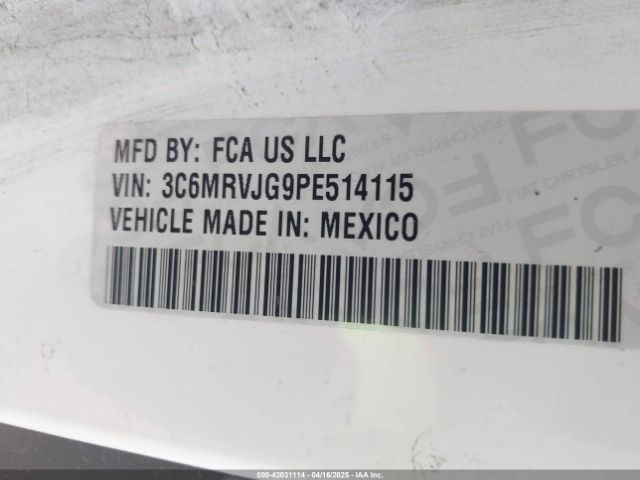 MFD BY: FCA US LLC
VIN: 3C6MRVJG9PE514115
VEHICLE MADE IN: MEXICO
000-42031114 - 04/16/2025 - IAA Inc.